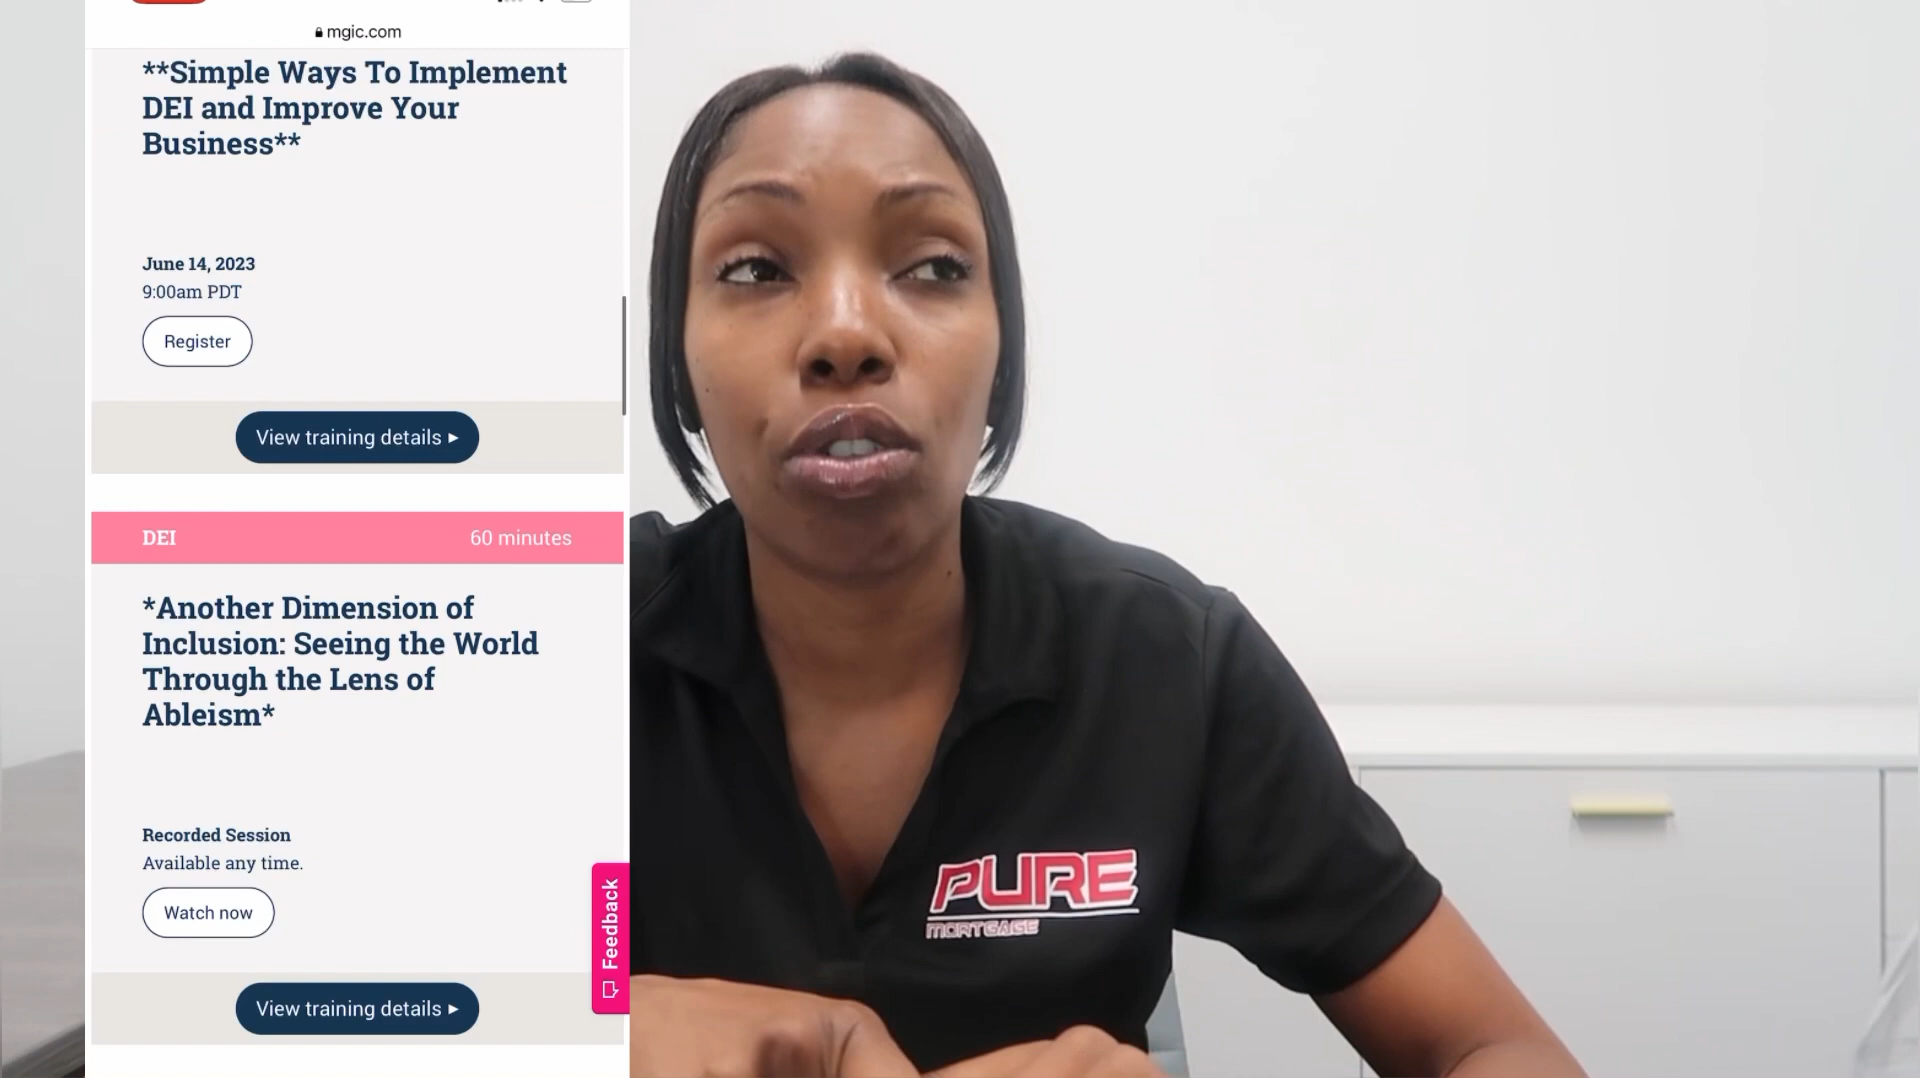 mgic.com
**Simple Ways To Implement
DEI and Improve Your
Business**
June 14, 2023
9:00am PDT
Register
View training details ▸
DEI
60 minutes
*Another Dimension of
Inclusion: Seeing the World
Through the Lens of
Ableism*
Recorded Session
Available any time.
Watch now
View training details ▸
Feedback
PURE
MORTGAGE